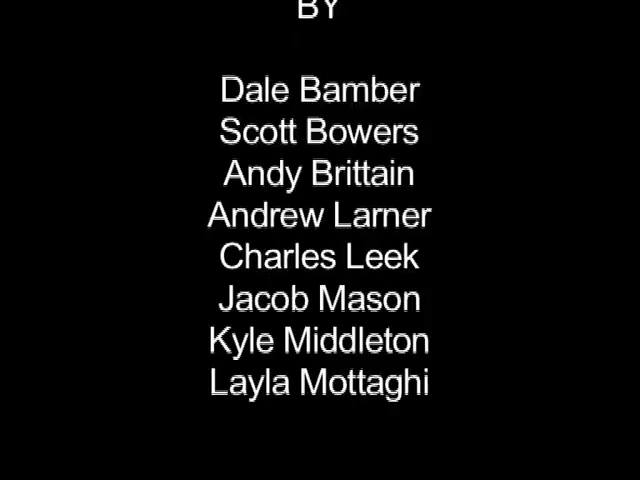 BY
Dale Bamber
Scott Bowers
Andy Brittain
Andrew Larner
Charles Leek
Jacob Mason
Kyle Middleton
Layla Mottaghi